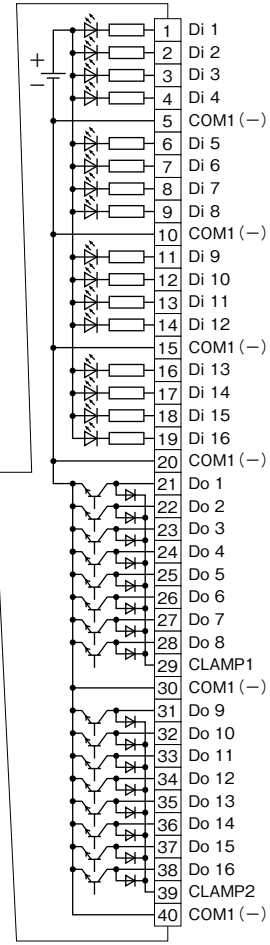 +
−
1 Di 1
2 Di 2
3 Di 3
4 Di 4
5 COM1(−)
6 Di 5
7 Di 6
8 Di 7
9 Di 8
10 COM1(−)
11 Di 9
12 Di 10
13 Di 11
14 Di 12
15 COM1(−)
16 Di 13
17 Di 14
18 Di 15
19 Di 16
20 COM1(−)
21 Do 1
22 Do 2
23 Do 3
24 Do 4
25 Do 5
26 Do 6
27 Do 7
28 Do 8
29 CLAMP1
30 COM1(−)
31 Do 9
32 Do 10
33 Do 11
34 Do 12
35 Do 13
36 Do 14
37 Do 15
38 Do 16
39 CLAMP2
40 COM1(−)